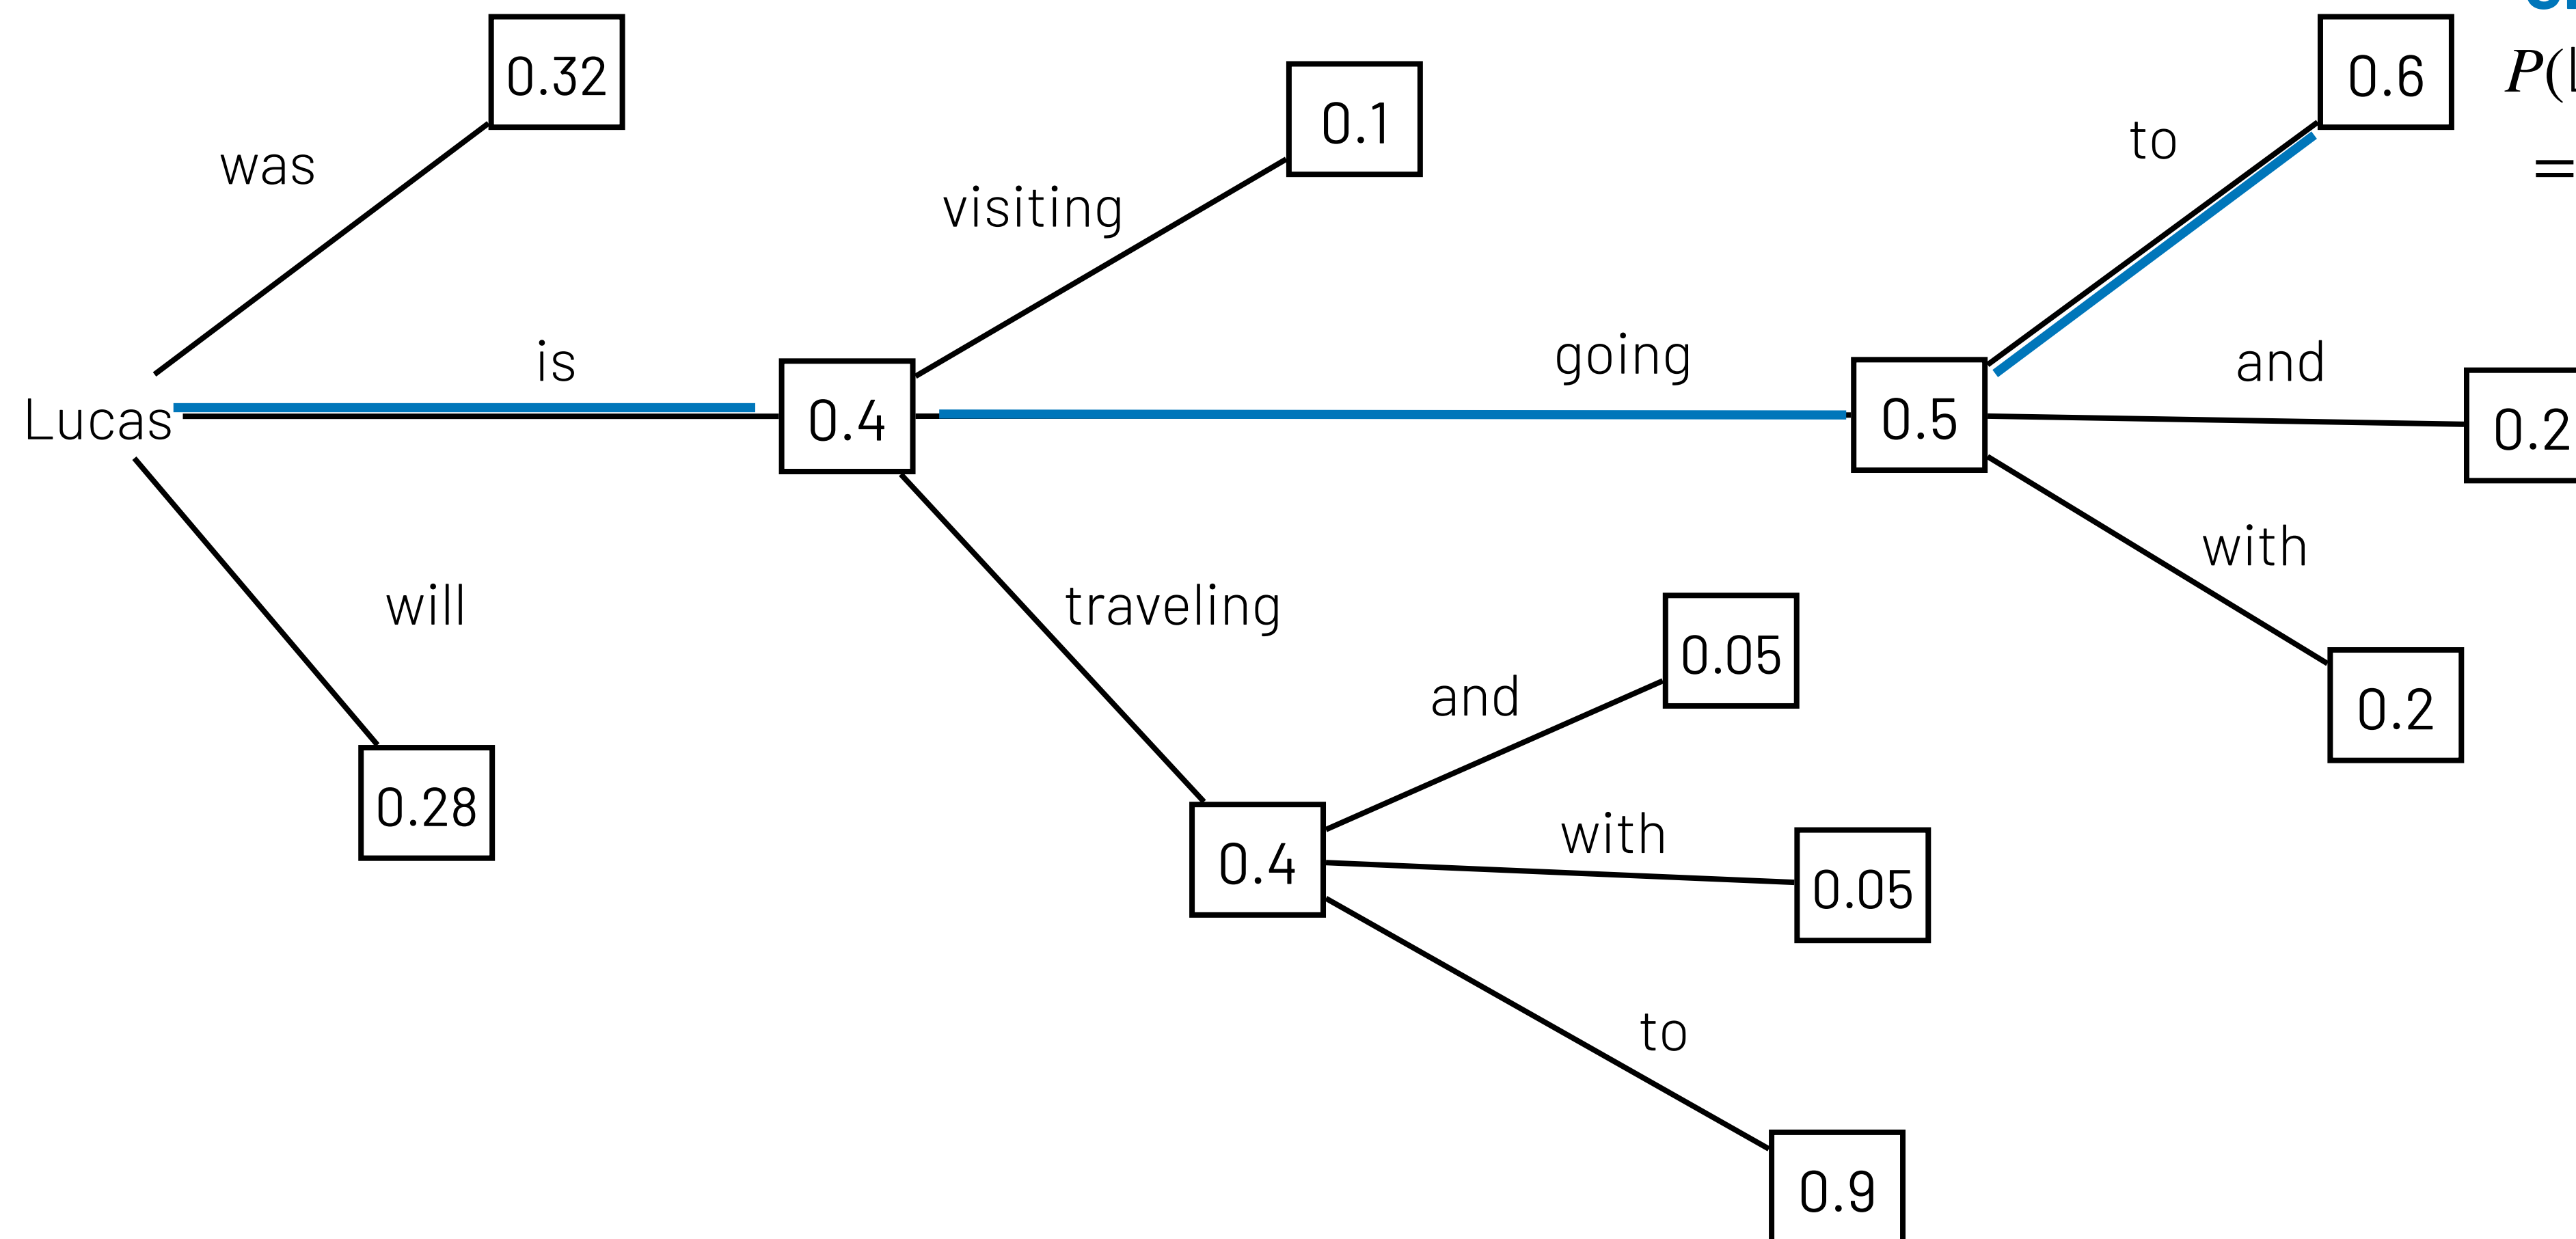 0.32
0.6
P(
0.1
to
=
was
visiting
is
going
and
Lucas
0.4
0.5
0.2
with
will
traveling
0.05
and
0.2
0.28
with
0.4
0.05
to
0.9